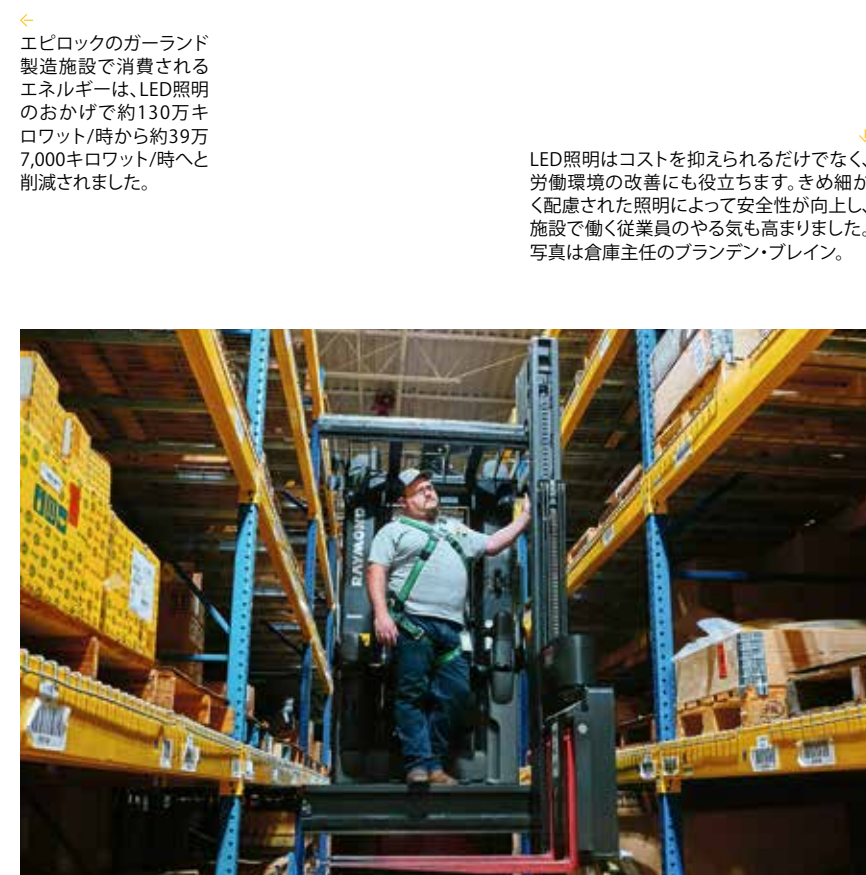 エピロックのガーランド
製造施設で消費される
エネルギーは、LED照明
のおかげで約130万キ
ロワット/時から約39万
7,000キロワット/時へと
削減されました。
LED照明はコストを抑えられるだけでなく、
労働環境の改善にも役立ちます。きめ細か
く配慮された照明によって安全性が向上し、
施設で働く従業員のやる気も高まりました。
写真は倉庫主任のブランデン・ブレイン。
RAYMOND